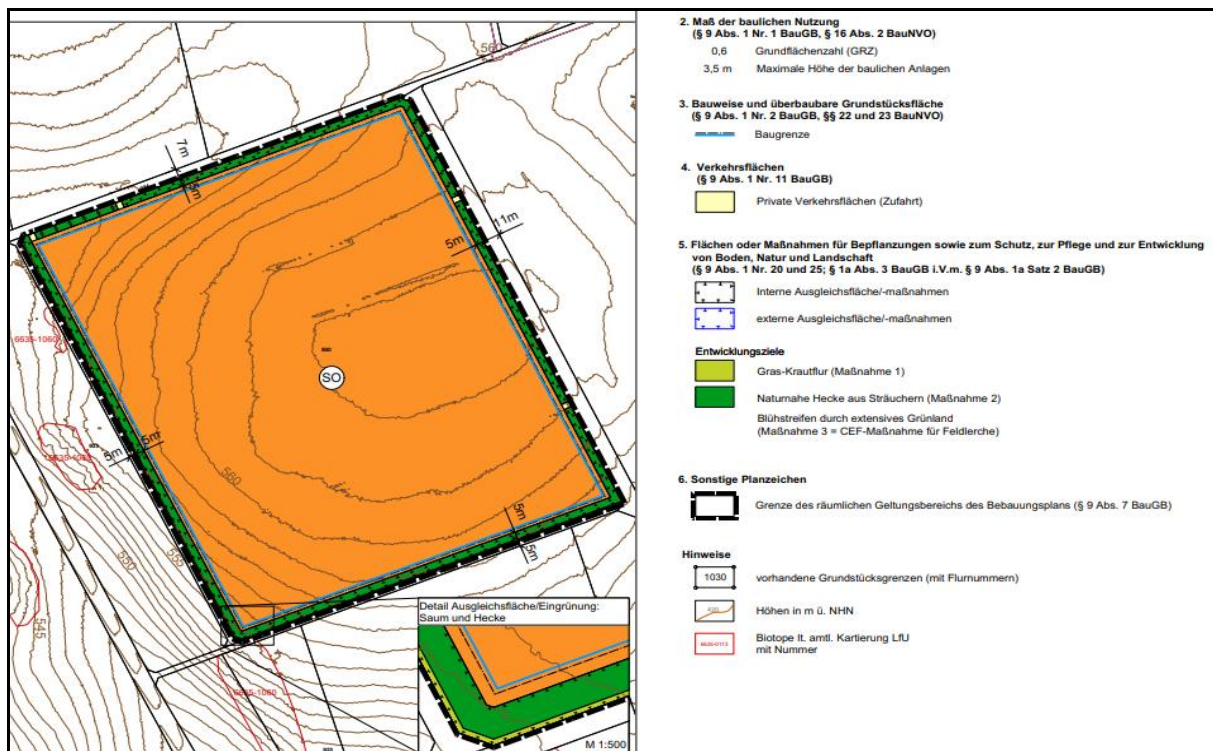 560
7m
5m
11m
5m
6635-1060
SO
5m
5m
560
5m
5m
550
555
545
Detail Ausgleichsfläche/Eingrünung:
Saum und Hecke
M 1:500
2. Maß der baulichen Nutzung
(§ 9 Abs. 1 Nr. 1 BauGB, § 16 Abs. 2 BauNVO)
0,6 Grundflächenzahl (GRZ)
3,5 m Maximale Höhe der baulichen Anlagen
3. Bauweise und überbaubare Grundstücksfläche
(§ 9 Abs. 1 Nr. 2 BauGB, §§ 22 und 23 BauNVO)
Baugrenze
4. Verkehrsflächen
(§ 9 Abs. 1 Nr. 11 BauGB)
Private Verkehrsflächen (Zufahrt)
5. Flächen oder Maßnahmen für Bepflanzungen sowie zum Schutz, zur Pflege und zur Entwicklung
von Boden, Natur und Landschaft
(§ 9 Abs. 1 Nr. 20 und 25; § 1a Abs. 3 BauGB i.V.m. § 9 Abs. 1a Satz 2 BauGB)
Interne Ausgleichsfläche/-maßnahmen
externe Ausgleichsfläche/-maßnahmen
Entwicklungsziele
Gras-Krautflur (Maßnahme 1)
Naturnahe Hecke aus Sträuchern (Maßnahme 2)
Blühstreifen durch extensives Grünland
(Maßnahme 3 = CEF-Maßnahme für Feldlerche)
6. Sonstige Planzeichen
Grenze des räumlichen Geltungsbereichs des Bebauungsplans (§ 9 Abs. 7 BauGB)
Hinweise
1030 vorhandene Grundstücksgrenzen (mit Flurnummern)
Höhen in m ü. NHN
Biotope lt. amtl. Kartierung LfU
mit Nummer